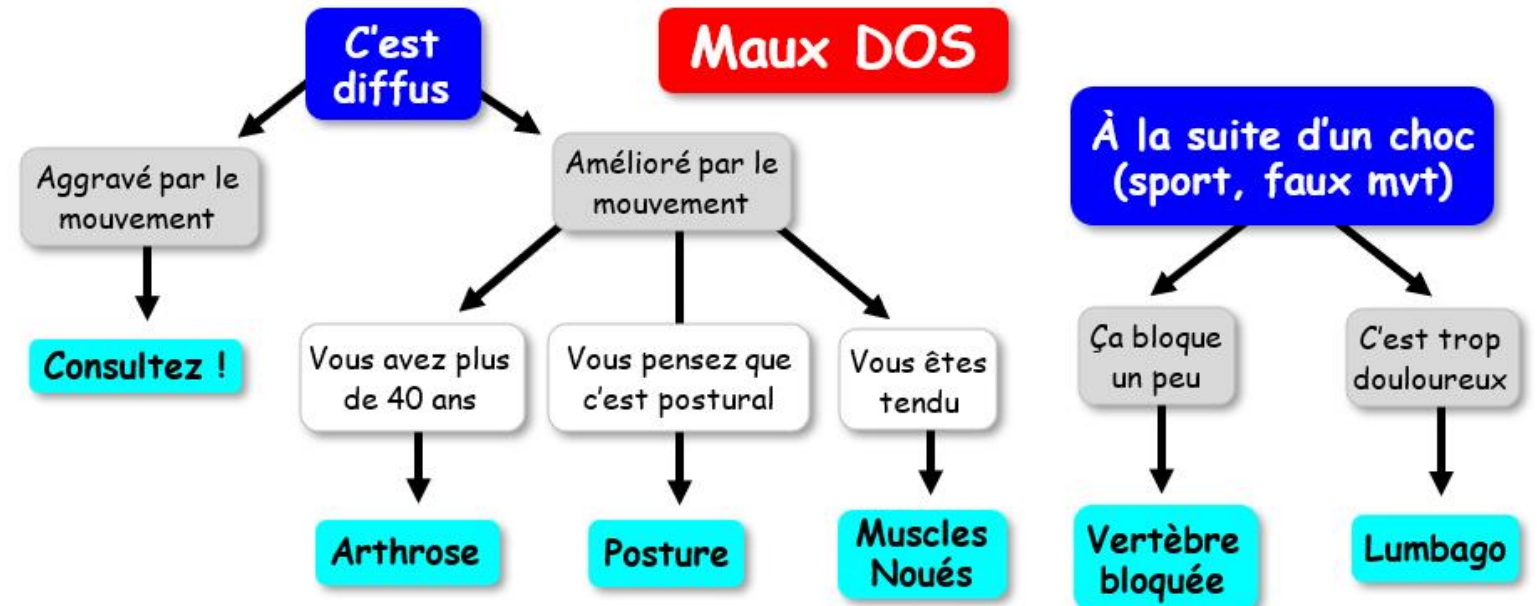 Maux DOS
C'est
diffus
Aggravé par le
mouvement
Consultez !
Amélioré par le
mouvement
Vous avez plus
de 40 ans
Arthrose
Vous pensez que
c'est postural
Posture
Vous êtes
tendu
Muscles
Noués
À la suite d'un choc
(sport, faux mvt)
Ça bloque
un peu
Vertèbre
bloquée
C'est trop
douloureux
Lumbago